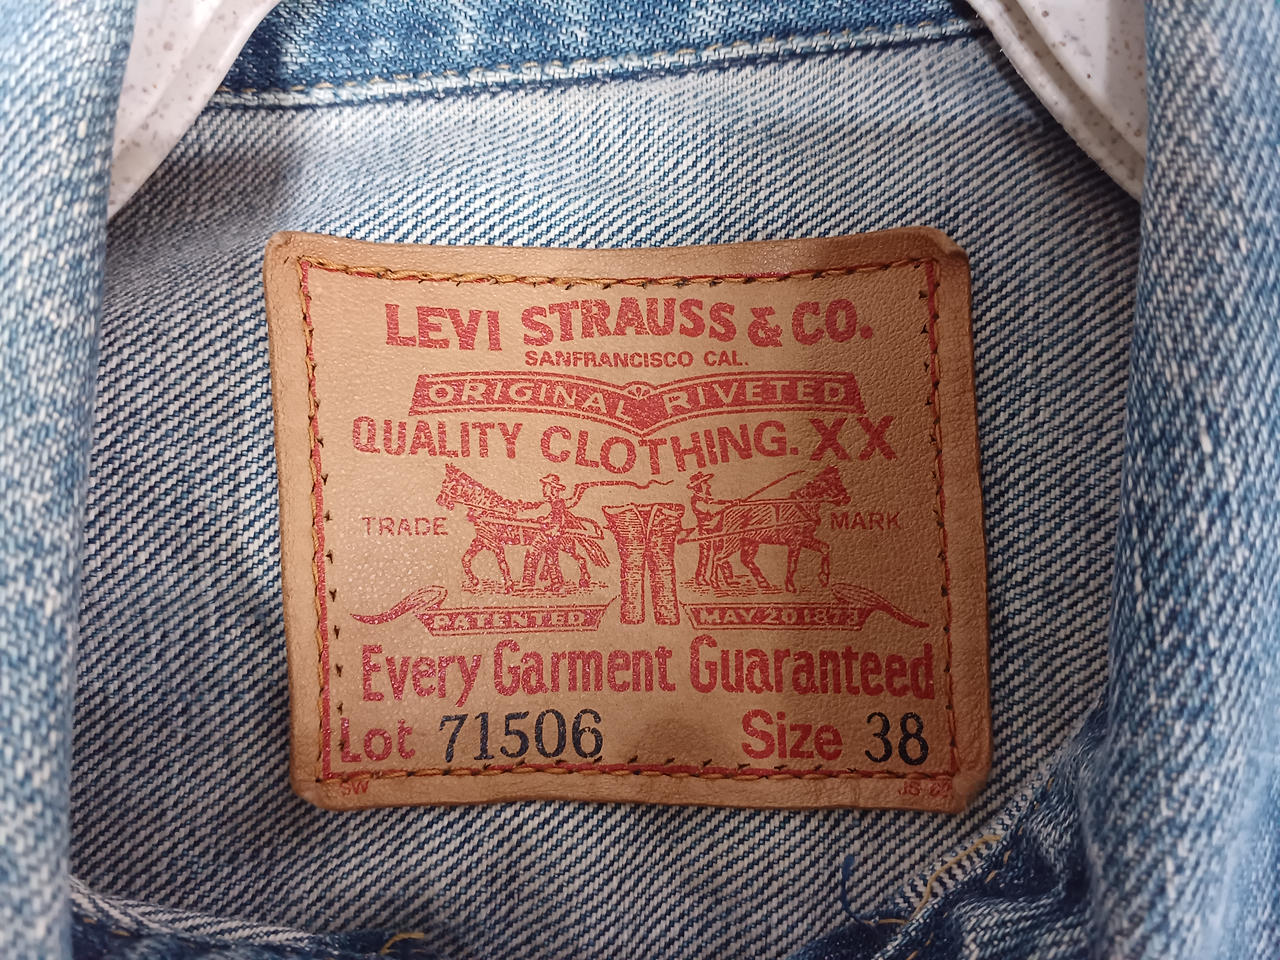 LEVI STRAUSS & CO.
SANFRANCISCO CAL.
ORIGINAL RIVETED
QUALITY CLOTHING. XX
TRADE MARK
PATENTED MAY 20 1873
Every Garment Guaranteed
Lot 71506 Size 38
SW